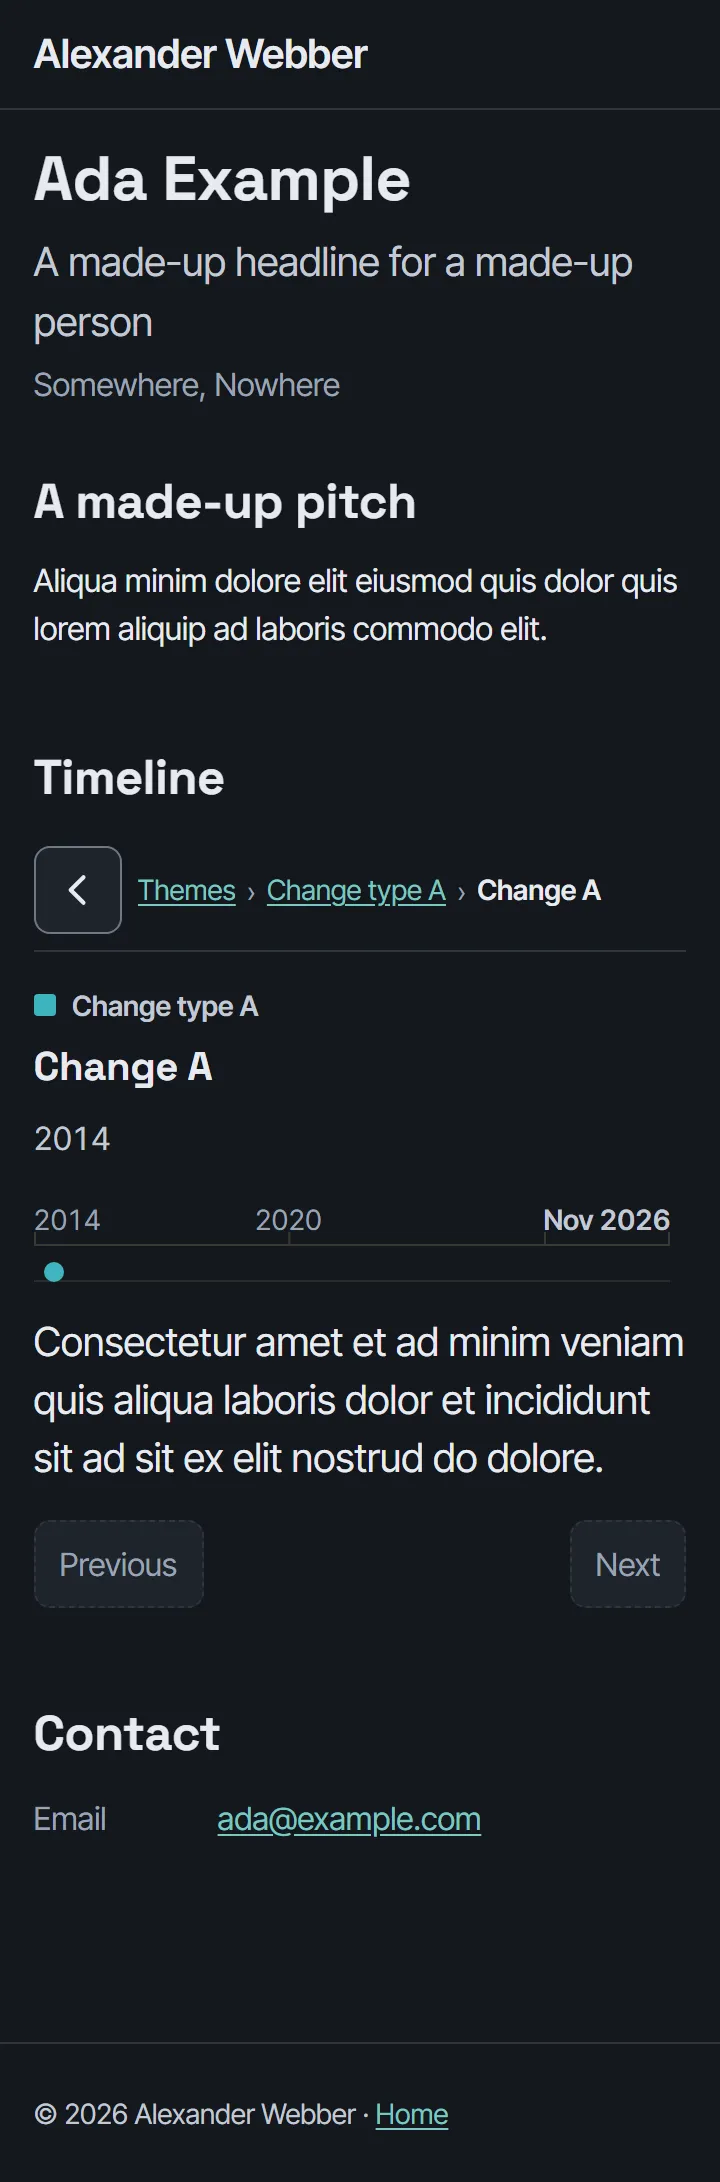 Alexander Webber
Ada Example
A made-up headline for a made-up
person
Somewhere, Nowhere
A made-up pitch
Aliqua minim dolore elit eiusmod quis dolor quis
lorem aliquip ad laboris commodo elit.
Timeline
Themes › Change type A › Change A
Change type A
Change A
2014
2014 2020 Nov 2026
Consectetur amet et ad minim veniam
quis aliqua laboris dolor et incididunt
sit ad sit ex elit nostrud do dolore.
Previous Next
Contact
Email ada@example.com
© 2026 Alexander Webber · Home